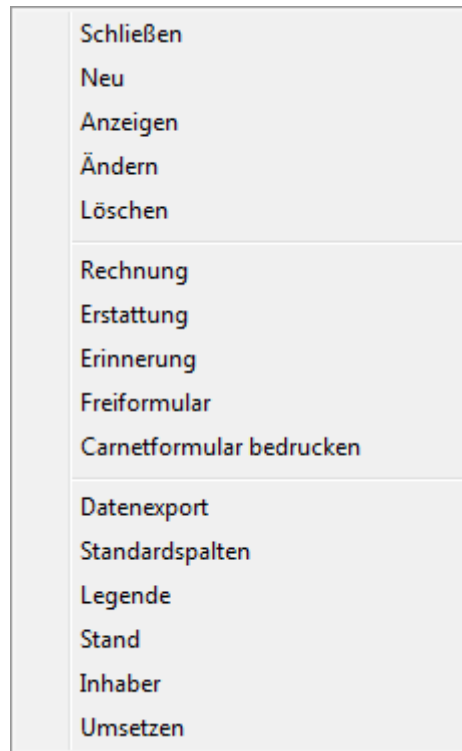 Schließen
Neu
Anzeigen
Ändern
Löschen
Rechnung
Erstattung
Erinnerung
Freiformular
Carnetformular bedrucken
Datenexport
Standardspalten
Legende
Stand
Inhaber
Umsetzen